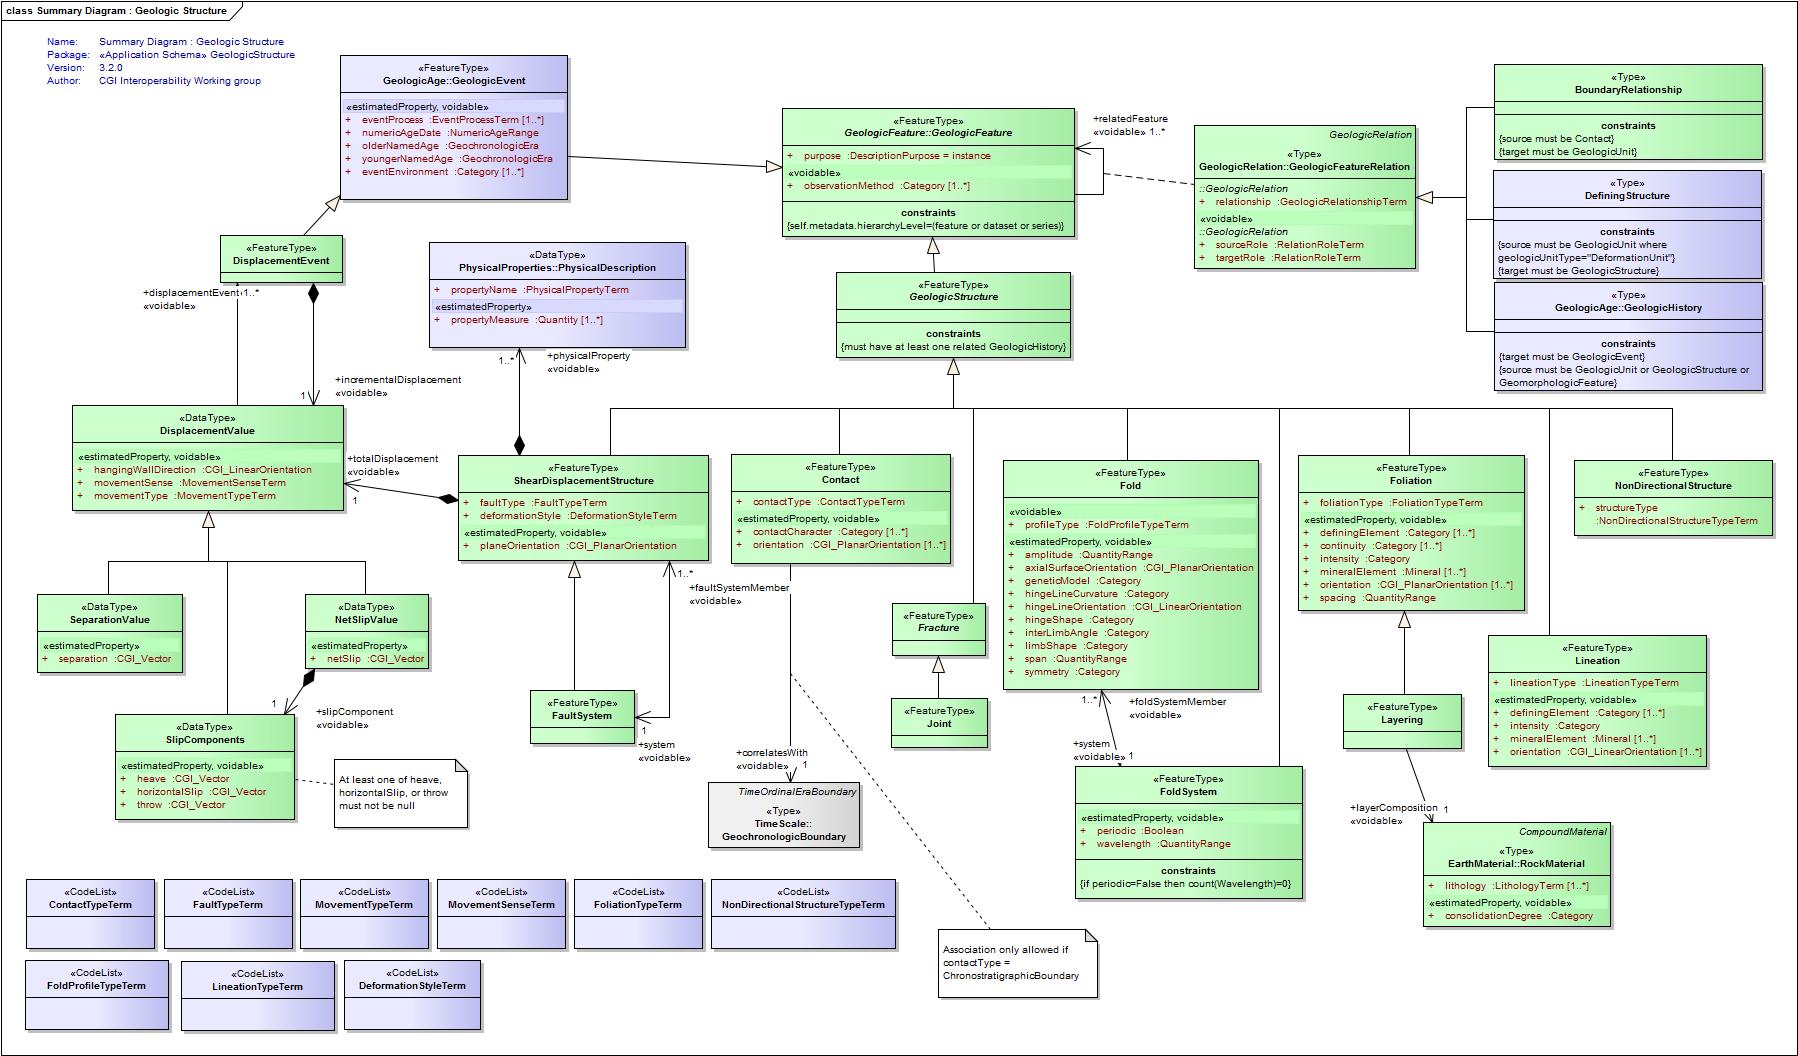 class Summary Diagram : Geologic Structure
Name: Summary Diagram : Geologic Structure
Package: «Application Schema» GeologicStructure
Version: 3.2.0
Author: CGI Interoperability Working group
«FeatureType»
GeologicAge::GeologicEvent
«estimatedProperty, voidable»
+ eventProcess :EventProcessTerm [1..*]
+ numericAgeDate :NumericAgeRange
+ olderNamedAge :GeochronologicEra
+ youngerNamedAge :GeochronologicEra
+ eventEnvironment :Category [1..*]
«FeatureType»
GeologicFeature::GeologicFeature
+ purpose :DescriptionPurpose = instance
«voidable»
+ observationMethod :Category [1..*]
constraints
{self.metadata.hierarchyLevel=(feature or dataset or series)}
+relatedFeature
«voidable» 1..*
GeologicRelation
«Type»
GeologicRelation::GeologicFeatureRelation
::GeologicRelation
+ relationship :GeologicRelationshipTerm
«voidable»
::GeologicRelation
+ sourceRole :RelationRoleTerm
+ targetRole :RelationRoleTerm
«Type»
BoundaryRelationship
constraints
{source must be Contact}
{target must be GeologicUnit}
«Type»
DefiningStructure
constraints
{source must be GeologicUnit where
geologicUnitType="DeformationUnit"}
{target must be GeologicStructure}
«Type»
GeologicAge::GeologicHistory
constraints
{target must be GeologicEvent}
{source must be GeologicUnit or GeologicStructure or
GeomorphologicFeature}
«FeatureType»
DisplacementEvent
+displacementEvent 1..*
«voidable»
«DataType»
PhysicalProperties::PhysicalDescription
+ propertyName :PhysicalPropertyTerm
«estimatedProperty»
+ propertyMeasure :Quantity [1..*]
1..*
+physicalProperty
«voidable»
«FeatureType»
GeologicStructure
constraints
{must have at least one related GeologicHistory}
+incrementalDisplacement
1
«voidable»
«DataType»
DisplacementValue
«estimatedProperty, voidable»
+ hangingWallDirection :CGI_LinearOrientation
+ movementSense :MovementSenseTerm
+ movementType :MovementTypeTerm
+totalDisplacement
«voidable»
1
«FeatureType»
ShearDisplacementStructure
+ faultType :FaultTypeTerm
+ deformationStyle :DeformationStyleTerm
«estimatedProperty, voidable»
+ planeOrientation :CGI_PlanarOrientation
«FeatureType»
Contact
+ contactType :ContactTypeTerm
«estimatedProperty, voidable»
+ contactCharacter :Category [1..*]
+ orientation :CGI_PlanarOrientation [1..*]
«FeatureType»
Fold
«voidable»
+ profileType :FoldProfileTypeTerm
«estimatedProperty, voidable»
+ amplitude :QuantityRange
+ axialSurfaceOrientation :CGI_PlanarOrientation
+ geneticModel :Category
+ hingeLineCurvature :Category
+ hingeLineOrientation :CGI_LinearOrientation
+ hingeShape :Category
+ interLimbAngle :Category
+ limbShape :Category
+ span :QuantityRange
+ symmetry :Category
«FeatureType»
Foliation
+ foliationType :FoliationTypeTerm
«estimatedProperty, voidable»
+ definingElement :Category [1..*]
+ continuity :Category [1..*]
+ intensity :Category
+ mineralElement :Mineral [1..*]
+ orientation :CGI_PlanarOrientation [1..*]
+ spacing :QuantityRange
«FeatureType»
NonDirectionalStructure
+ structureType
:NonDirectionalStructureTypeTerm
«DataType»
SeparationValue
«estimatedProperty»
+ separation :CGI_Vector
«DataType»
NetSlipValue
«estimatedProperty»
+ netSlip :CGI_Vector
1
+slipComponent
«voidable»
«DataType»
SlipComponents
«estimatedProperty, voidable»
+ heave :CGI_Vector
+ horizontalSlip :CGI_Vector
+ throw :CGI_Vector
At least one of heave,
horizontalSlip, or throw
must not be null
1..*
+faultSystemMember
«voidable»
«FeatureType»
FaultSystem
1
+system
«voidable»
+correlatesWith
«voidable» 1
TimeOrdinalEraBoundary
«Type»
TimeScale::
GeochronologicBoundary
«FeatureType»
Fracture
«FeatureType»
Joint
1..*
+foldSystemMember
«voidable»
+system
«voidable» 1
«FeatureType»
FoldSystem
«estimatedProperty, voidable»
+ periodic :Boolean
+ wavelength :QuantityRange
constraints
{if periodic=False then count(Wavelength)=0}
«FeatureType»
Layering
+layerComposition 1
«voidable»
«FeatureType»
Lineation
+ lineationType :LineationTypeTerm
«estimatedProperty, voidable»
+ definingElement :Category [1..*]
+ intensity :Category
+ mineralElement :Mineral [1..*]
+ orientation :CGI_LinearOrientation [1..*]
CompoundMaterial
«Type»
EarthMaterial::RockMaterial
+ lithology :LithologyTerm [1..*]
«estimatedProperty, voidable»
+ consolidationDegree :Category
Association only allowed if
contactType =
ChronostratigraphicBoundary
«CodeList»
ContactTypeTerm
«CodeList»
FaultTypeTerm
«CodeList»
MovementTypeTerm
«CodeList»
MovementSenseTerm
«CodeList»
FoliationTypeTerm
«CodeList»
NonDirectionalStructureTypeTerm
«CodeList»
FoldProfileTypeTerm
«CodeList»
LineationTypeTerm
«CodeList»
DeformationStyleTerm